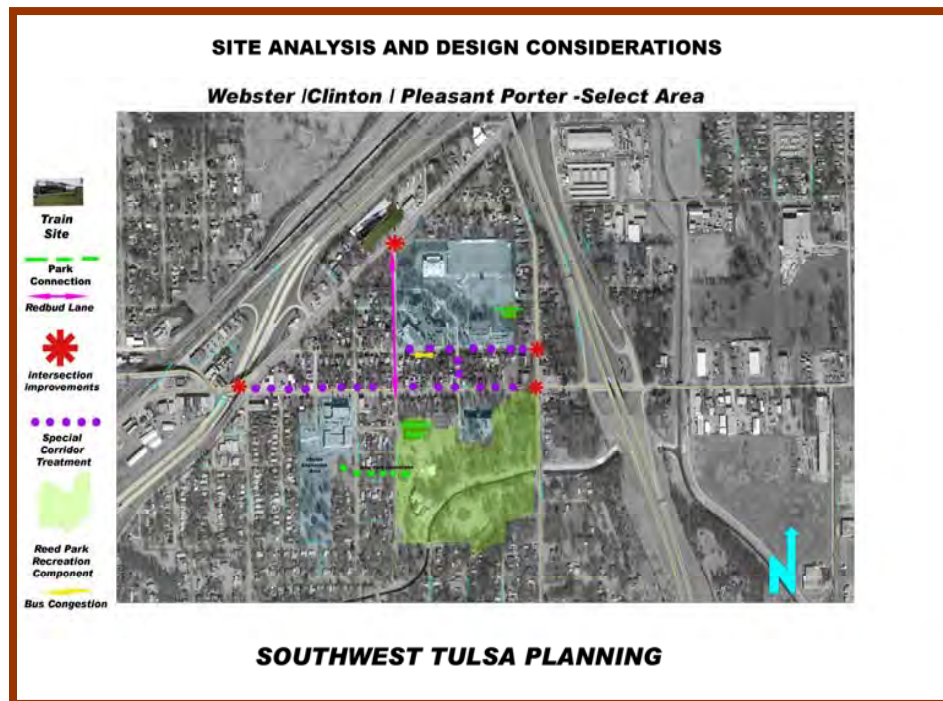 SITE ANALYSIS AND DESIGN CONSIDERATIONS
Webster /Clinton / Pleasant Porter -Select Area
Train
Site
Park
Connection
Redbud Lane
intersection
improvements
Special
Corridor
Treatment
Reed Park
Recreation
Component
Bus Congestion
N
SOUTHWEST TULSA PLANNING